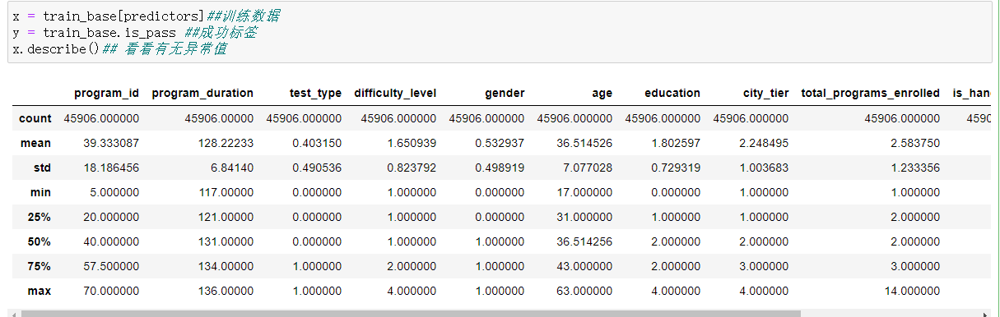 x = train_base[predictors]##训练数据
y = train_base.is_pass ##成功标签
x.describe()## 看看有无异常值
program_id program_duration test_type difficulty_level gender age education city_tier total_programs_enrolled is_han
count 45906.000000 45906.00000 45906.000000 45906.000000 45906.000000 45906.000000 45906.000000 45906.000000 45906.000000 4590
mean 39.333087 128.22233 0.403150 1.650939 0.532937 36.514526 1.802597 2.248495 2.583750
std 18.186456 6.84140 0.490536 0.823792 0.498919 7.077028 0.729319 1.003683 1.233356
min 5.000000 117.00000 0.000000 1.000000 0.000000 17.000000 0.000000 1.000000 1.000000
25% 20.000000 121.00000 0.000000 1.000000 0.000000 31.000000 1.000000 1.000000 2.000000
50% 40.000000 131.00000 0.000000 1.000000 1.000000 36.514256 2.000000 2.000000 2.000000
75% 57.500000 134.00000 1.000000 2.000000 1.000000 43.000000 2.000000 3.000000 3.000000
max 70.000000 136.00000 1.000000 4.000000 1.000000 63.000000 4.000000 4.000000 14.000000